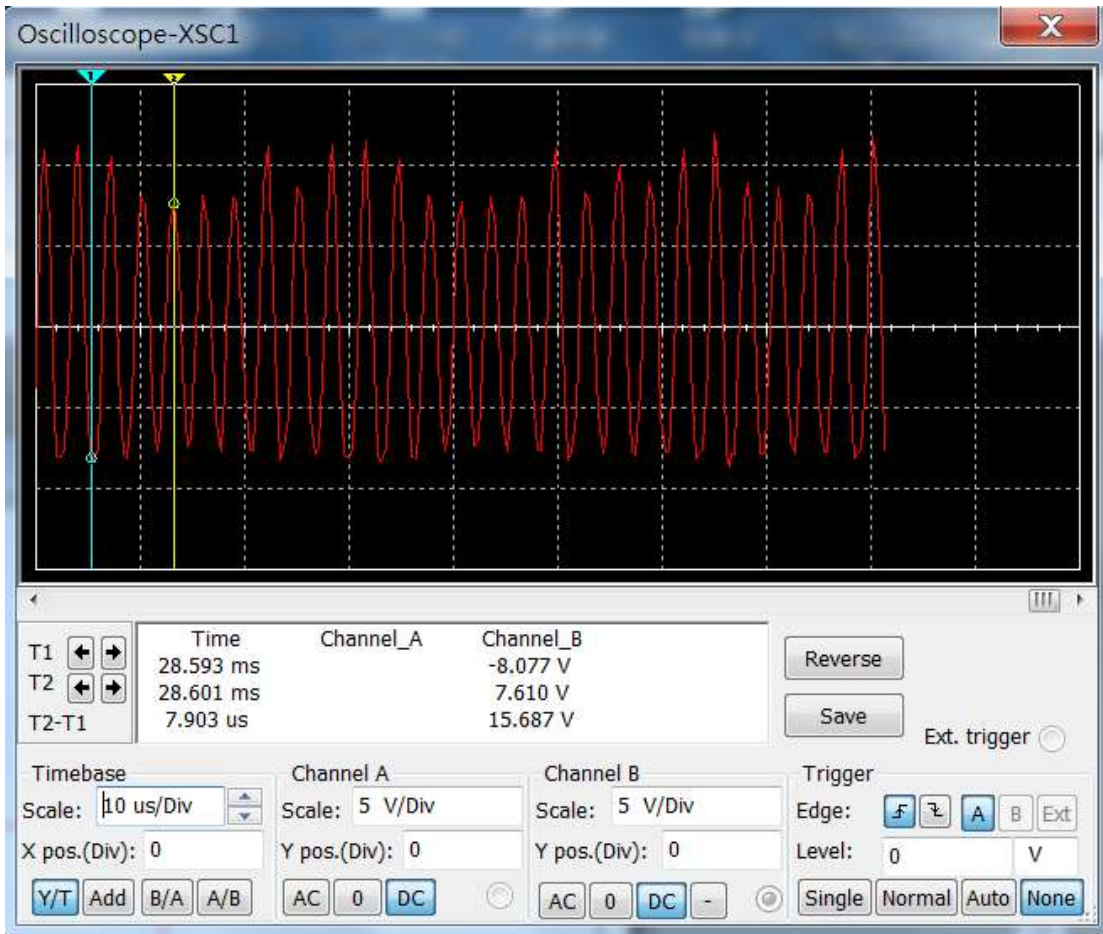 Oscilloscope-XSC1
X
1 2
Time Channel_A Channel_B
T1 28.593 ms -8.077 V
T2 28.601 ms 7.610 V
T2-T1 7.903 us 15.687 V
Reverse
Save
Ext. trigger
Timebase
Scale: 10 us/Div
X pos.(Div): 0
Y/T Add B/A A/B
Channel A
Scale: 5 V/Div
Y pos.(Div): 0
AC 0 DC
Channel B
Scale: 5 V/Div
Y pos.(Div): 0
AC 0 DC -
Trigger
Edge: A B Ext
Level: 0 V
Single Normal Auto None